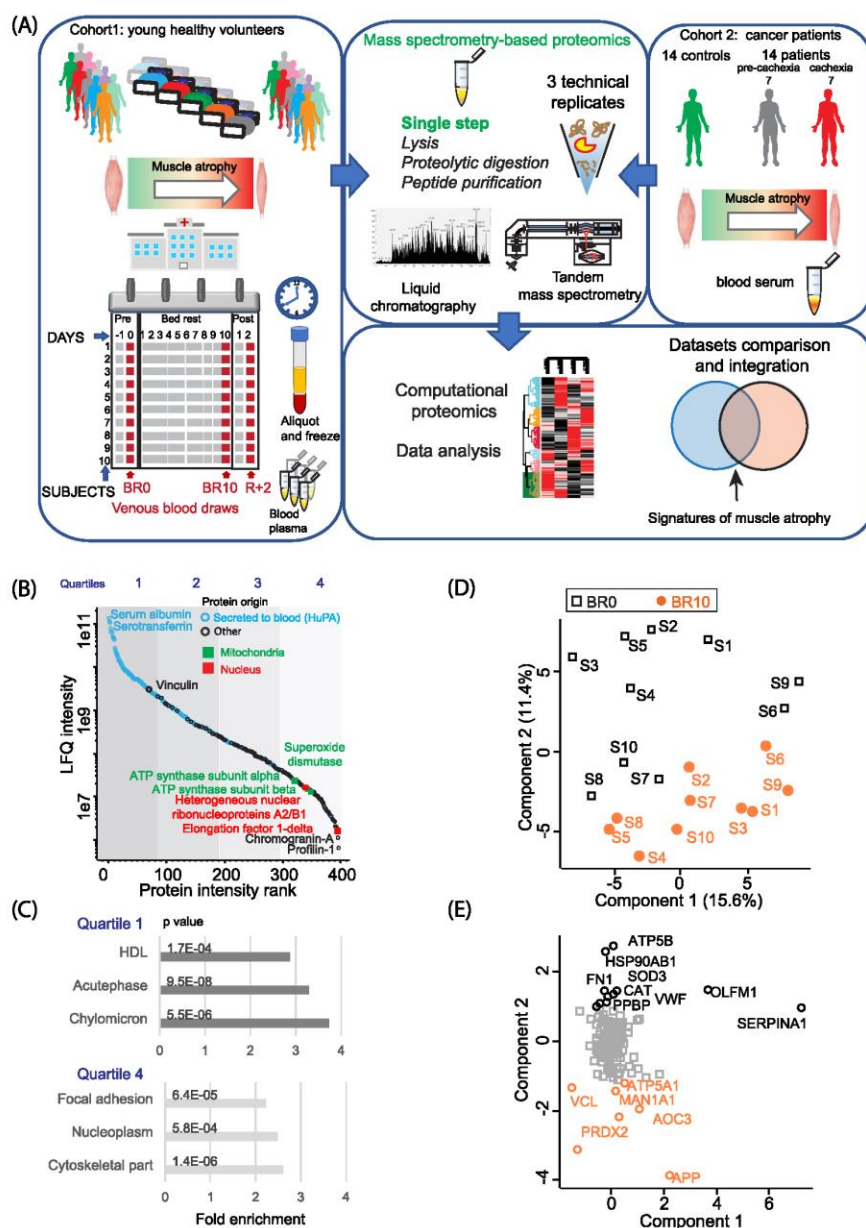 (A)
Cohort1: young healthy volunteers
Muscle atrophy
Pre
Bed rest
Post
DAYS
-1 0 1 2 3 4 5 6 7 8 9 10 1 2
1
2
3
4
5
6
7
8
9
10
SUBJECTS
BR0
BR10
R+2
Venous blood draws
Aliquot
and freeze
Blood
plasma
Mass spectrometry-based proteomics
3 technical
replicates
Single step
Lysis
Proteolytic digestion
Peptide purification
Liquid
chromatography
Tandem
mass spectrometry
Cohort 2: cancer patients
14 controls
14 patients
pre-cachexia
7
cachexia
7
Muscle atrophy
blood serum
Computational
proteomics
Data analysis
Datasets comparison
and integration
Signatures of muscle atrophy
(B)
Quartiles
1
2
3
4
Protein origin
Serum albumin
Serotransferrin
Secreted to blood (HuPA)
Other
Mitochondria
Nucleus
Vinculin
Superoxide
dismutase
ATP synthase subunit alpha
ATP synthase subunit beta
Heterogeneous nuclear
ribonucleoproteins A2/B1
Elongation factor 1-delta
Chromogranin-A
Profilin-1
LFQ intensity
1e11
1e9
1e7
0 100 200 300 400
Protein intensity rank
(C)
Quartile 1
p value
HDL
1.7E-04
Acutephase
9.5E-08
Chylomicron
5.5E-06
0 1 2 3 4
Quartile 4
Focal adhesion
6.4E-05
Nucleoplasm
5.8E-04
Cytoskeletal part
1.4E-06
0 1 2 3 4
Fold enrichment
(D)
BR0
BR10
S5
S2
S1
S3
S4
S9
S6
S10
S8
S7
S6
S2
S9
S7
S8
S1
S3
S5
S10
S4
Component 2 (11.4%)
5
0
-5
-5 0 5
Component 1 (15.6%)
(E)
ATP5B
HSP90AB1
SOD3
FN1
CAT
PPBP
VWF
OLFM1
SERPINA1
ATP5A1
VCL
MAN1A1
AOC3
PRDX2
APP
Component 2
2
0
-2
-4
-2 0 2 4 6
Component 1